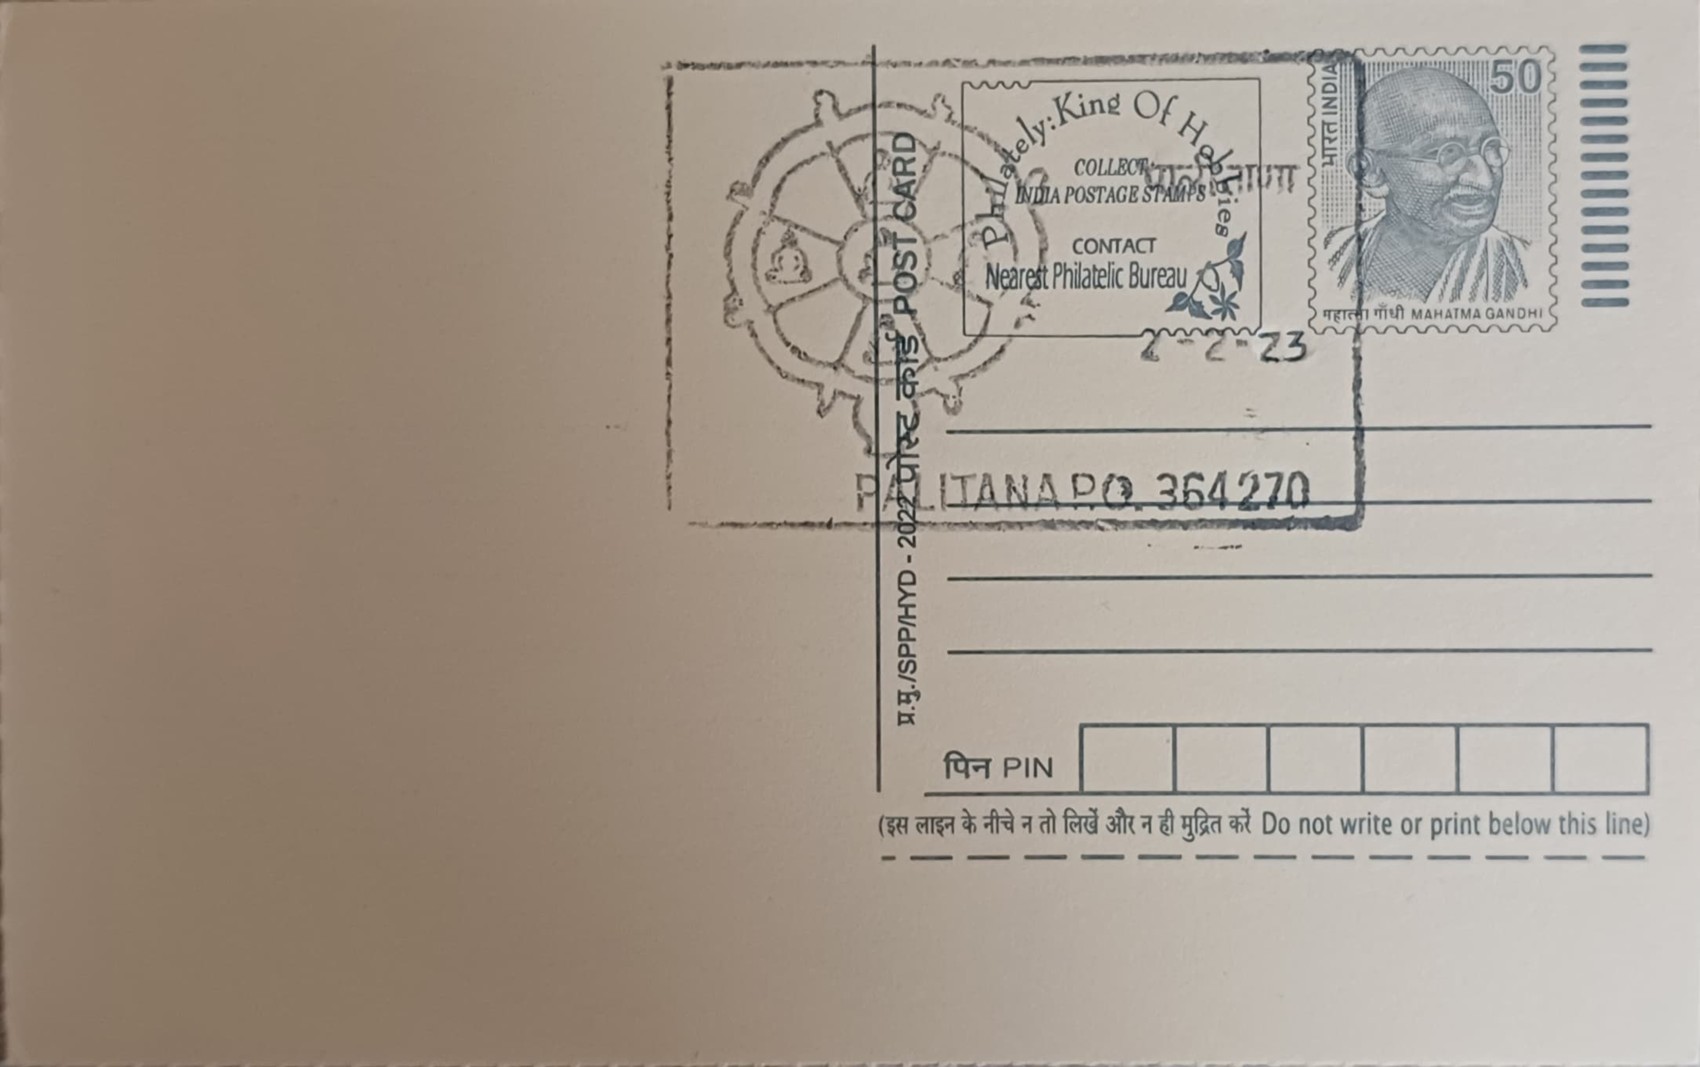 Philately: King Of Hobbies
COLLECT
INDIA POSTAGE STAMPS
CONTACT
Nearest Philatelic Bureau
पालीताणा
2-2-23
PALITANA P.O. 364270
भारत INDIA
50
महात्मा गाँधी MAHATMA GANDHI
प्र.मु./SPP/HYD - 2022 पोस्ट कार्ड POST CARD
पिन PIN
(इस लाइन के नीचे न तो लिखें और न ही मुद्रित करें Do not write or print below this line)